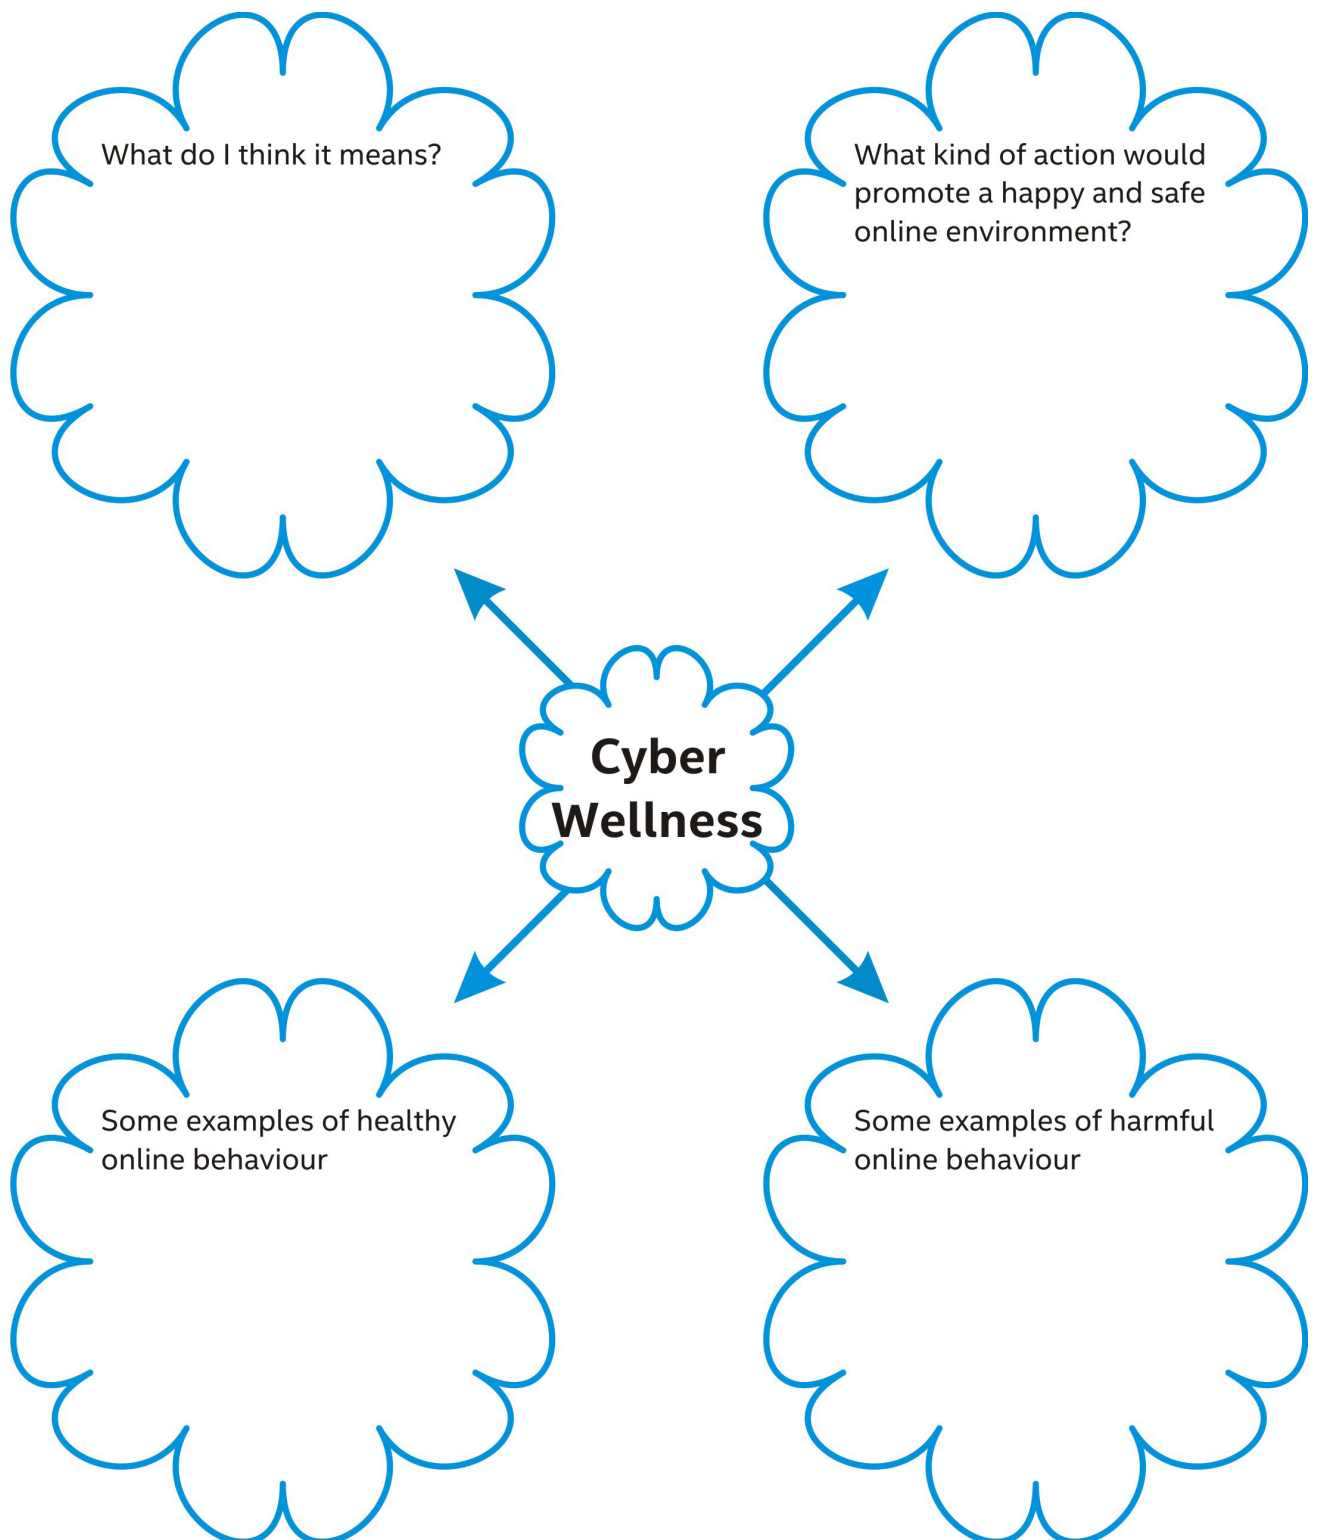 What do I think it means?
What kind of action would
promote a happy and safe
online environment?
Cyber
Wellness
Some examples of healthy
online behaviour
Some examples of harmful
online behaviour